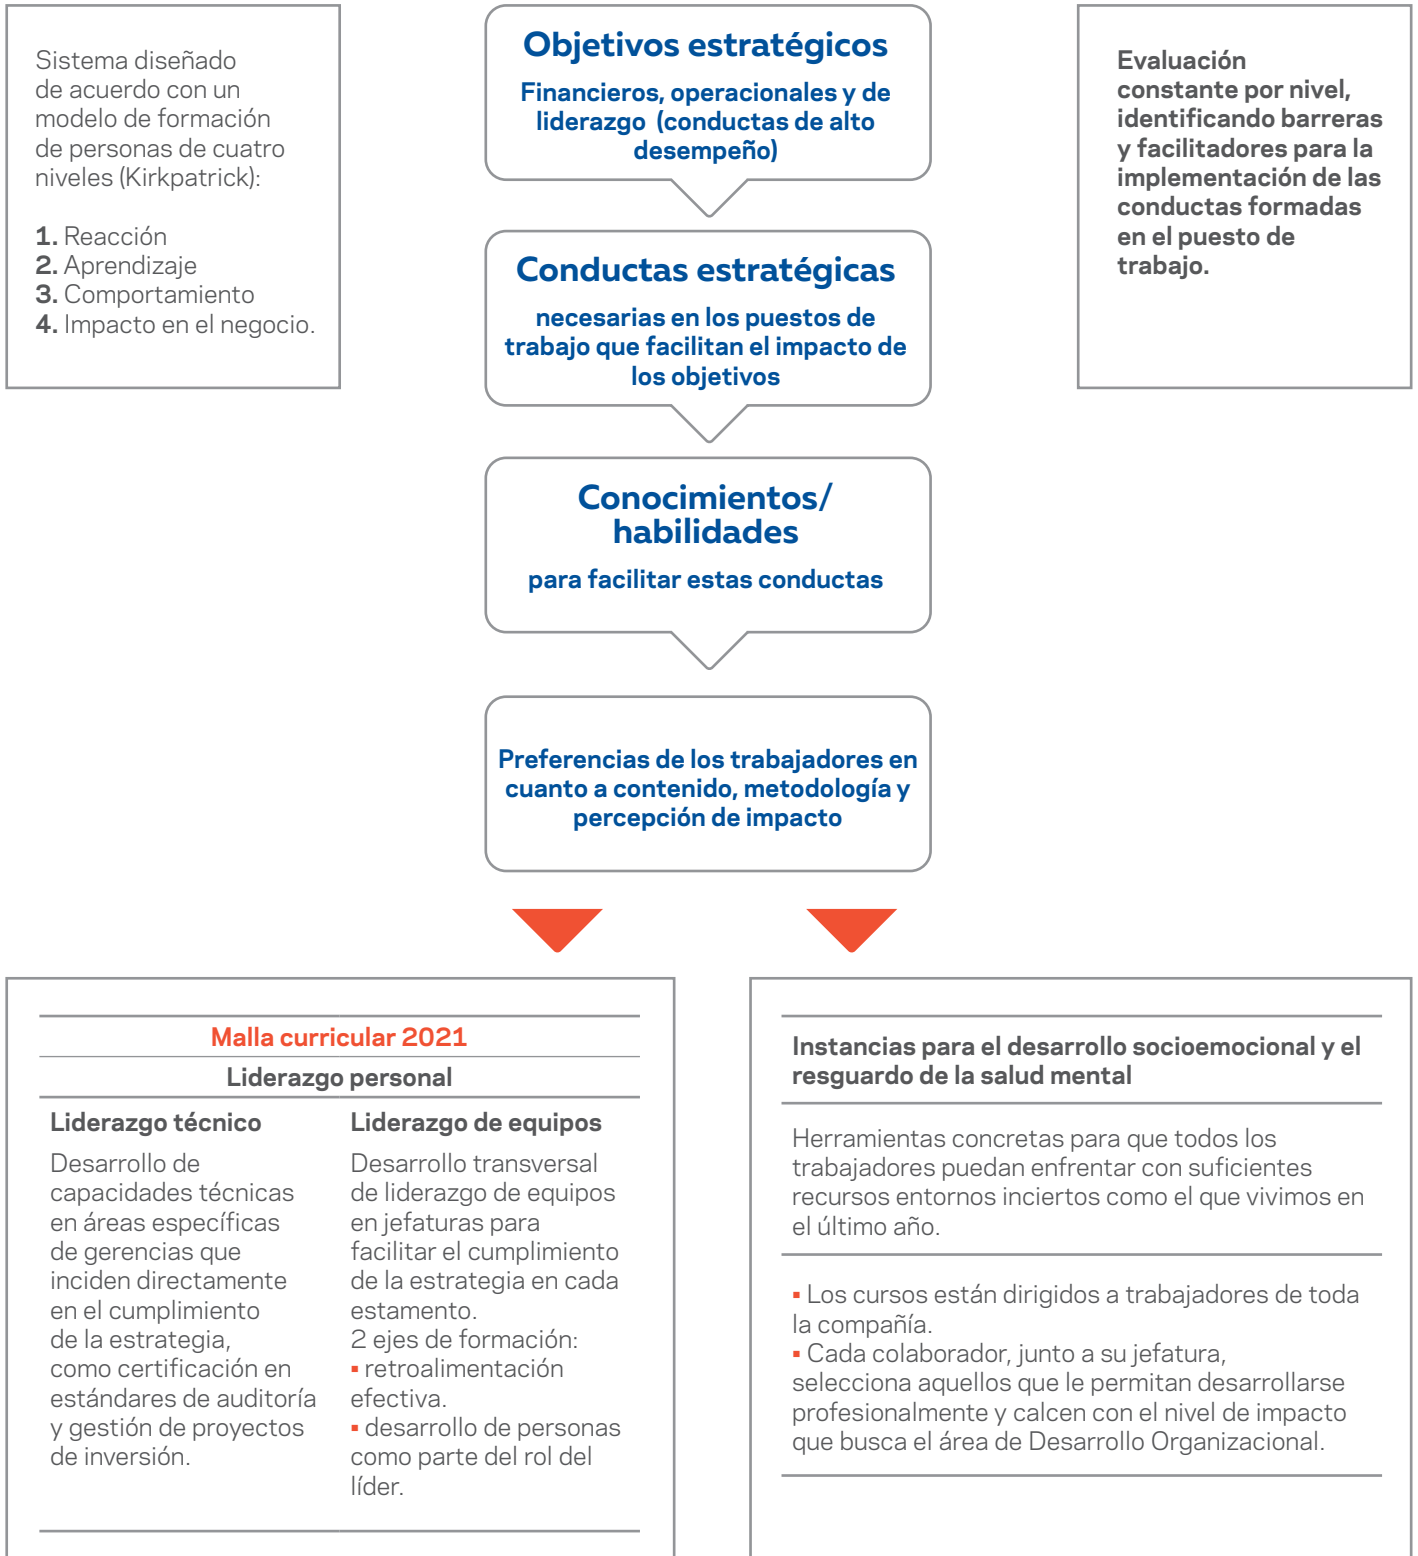 Sistema diseñado
de acuerdo con un
modelo de formación
de personas de cuatro
niveles (Kirkpatrick):
1. Reacción
2. Aprendizaje
3. Comportamiento
4. Impacto en el negocio.
Objetivos estratégicos
Financieros, operacionales y de
liderazgo (conductas de alto
desempeño)
Conductas estratégicas
necesarias en los puestos de
trabajo que facilitan el impacto de
los objetivos
Conocimientos/
habilidades
para facilitar estas conductas
Preferencias de los trabajadores en
cuanto a contenido, metodología y
percepción de impacto
Evaluación
constante por nivel,
identificando barreras
y facilitadores para la
implementación de las
conductas formadas
en el puesto de
trabajo.
Malla curricular 2021
Liderazgo personal
Liderazgo técnico
Desarrollo de
capacidades técnicas
en áreas específicas
de gerencias que
inciden directamente
en el cumplimiento
de la estrategia,
como certificación en
estándares de auditoría
y gestión de proyectos
de inversión.
Liderazgo de equipos
Desarrollo transversal
de liderazgo de equipos
en jefaturas para
facilitar el cumplimiento
de la estrategia en cada
estamento.
2 ejes de formación:
▪ retroalimentación
efectiva.
▪ desarrollo de personas
como parte del rol del
líder.
Instancias para el desarrollo socioemocional y el
resguardo de la salud mental
Herramientas concretas para que todos los
trabajadores puedan enfrentar con suficientes
recursos entornos inciertos como el que vivimos en
el último año.
▪ Los cursos están dirigidos a trabajadores de toda
la compañía.
▪ Cada colaborador, junto a su jefatura,
selecciona aquellos que le permitan desarrollarse
profesionalmente y calcen con el nivel de impacto
que busca el área de Desarrollo Organizacional.